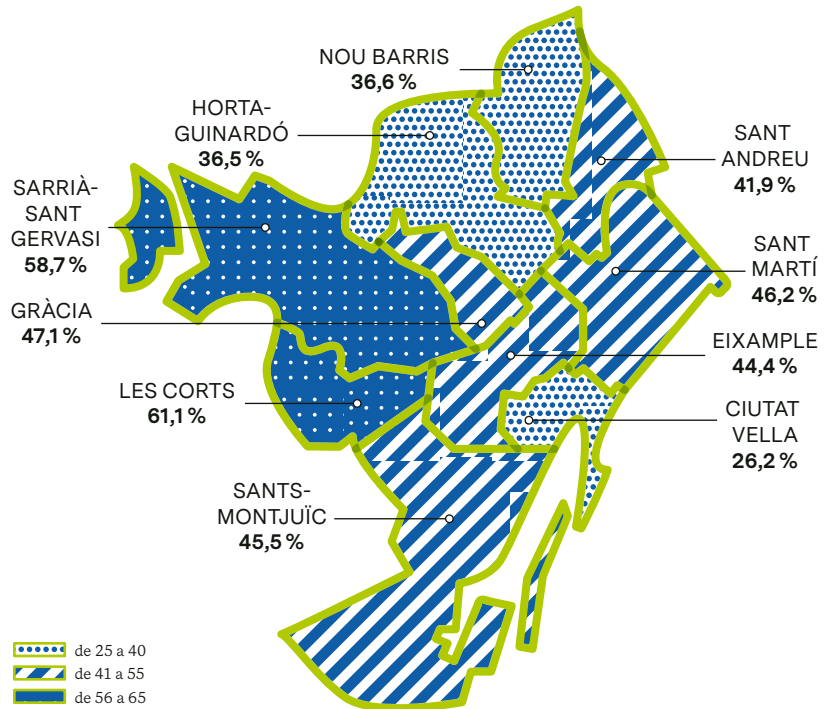 NOU BARRIS
36,6 %
HORTA-
GUINARDÓ
36,5 %
SANT
ANDREU
41,9 %
SARRIÀ-
SANT
GERVASI
58,7 %
SANT
MARTÍ
46,2 %
GRÀCIA
47,1 %
EIXAMPLE
44,4 %
LES CORTS
61,1 %
CIUTAT
VELLA
26,2 %
SANTS-
MONTJUÏC
45,5 %
de 25 a 40
de 41 a 55
de 56 a 65